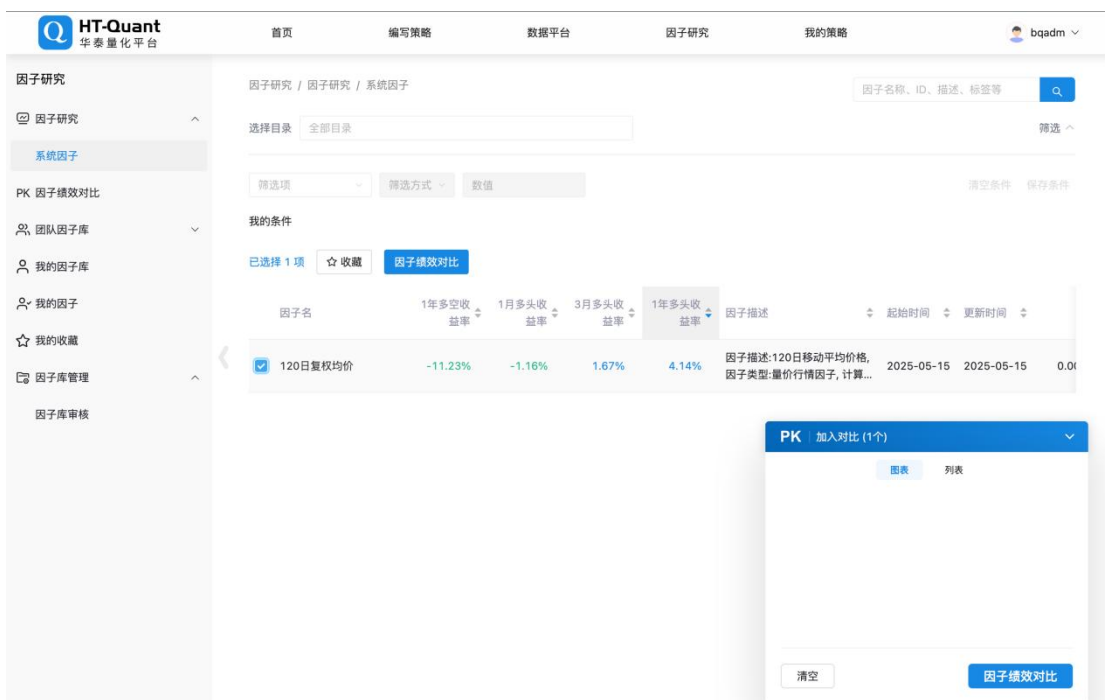 HT-Quant
华泰量化平台
首页
编写策略
数据平台
因子研究
我的策略
bqadm
因子研究
因子研究
系统因子
PK 因子绩效对比
团队因子库
我的因子库
我的因子
我的收藏
因子库管理
因子库审核
因子研究 / 因子研究 / 系统因子
因子名称、ID、描述、标签等
选择目录 全部目录
筛选
筛选项 筛选方式 数值 清空条件 保存条件
我的条件
已选择 1 项 收藏 因子绩效对比
因子名
1年多空收
益率
1月多头收
益率
3月多头收
益率
1年多头收
益率
因子描述
起始时间
更新时间
120日复权均价 -11.23% -1.16% 1.67% 4.14%
因子描述:120日移动平均价格,
因子类型:量价行情因子, 计算...
2025-05-15 2025-05-15
PK 加入对比 (1个)
图表 列表
清空 因子绩效对比